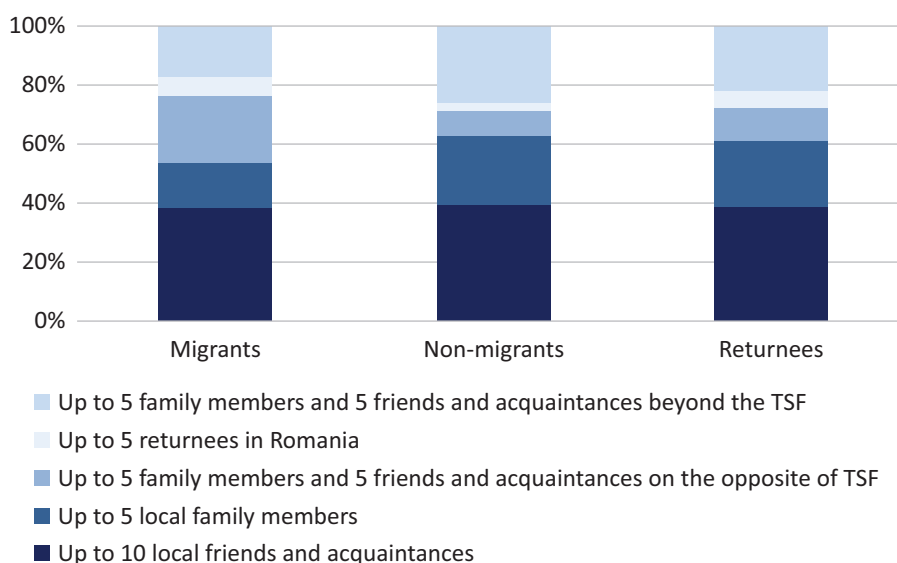 100%
80%
60%
40%
20%
0%
Migrants Non-migrants Returnees
Up to 5 family members and 5 friends and acquaintances beyond the TSF
Up to 5 returnees in Romania
Up to 5 family members and 5 friends and acquaintances on the opposite of TSF
Up to 5 local family members
Up to 10 local friends and acquaintances